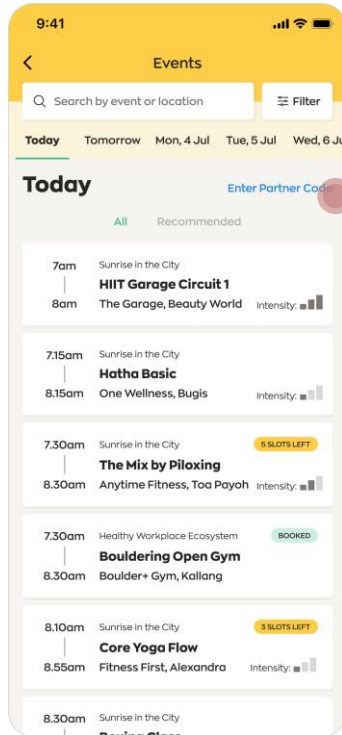 9:41
Events
Search by event or location
Filter
Today Tomorrow Mon, 4 Jul Tue, 5 Jul Wed, 6 Ju
Today
Enter Partner Code
All Recommended
7am Sunrise in the City
HIIT Garage Circuit 1
8am The Garage, Beauty World Intensity:
7.15am Sunrise in the City
Hatha Basic
8.15am One Wellness, Bugis Intensity:
7.30am Sunrise in the City 5 SLOTS LEFT
The Mix by Piloxing
8.30am Anytime Fitness, Toa Payoh Intensity:
7.30am Healthy Workplace Ecosystem BOOKED
Bouldering Open Gym
8.30am Boulder+ Gym, Kallang
8.10am Sunrise in the City 3 SLOTS LEFT
Core Yoga Flow
8.55am Fitness First, Alexandra Intensity:
8.30am Sunrise in the City
Boxing Class